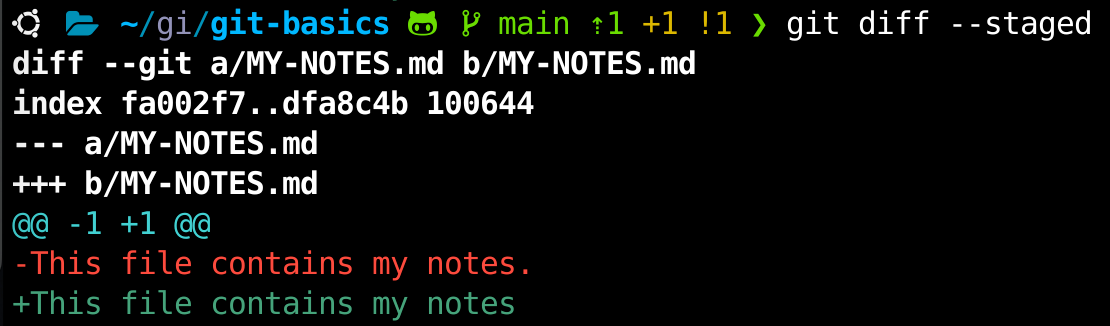 ~/gi/git-basics main ⇡1 +1 !1 ❯ git diff --staged
diff --git a/MY-NOTES.md b/MY-NOTES.md
index fa002f7..dfa8c4b 100644
--- a/MY-NOTES.md
+++ b/MY-NOTES.md
@@ -1 +1 @@
-This file contains my notes.
+This file contains my notes